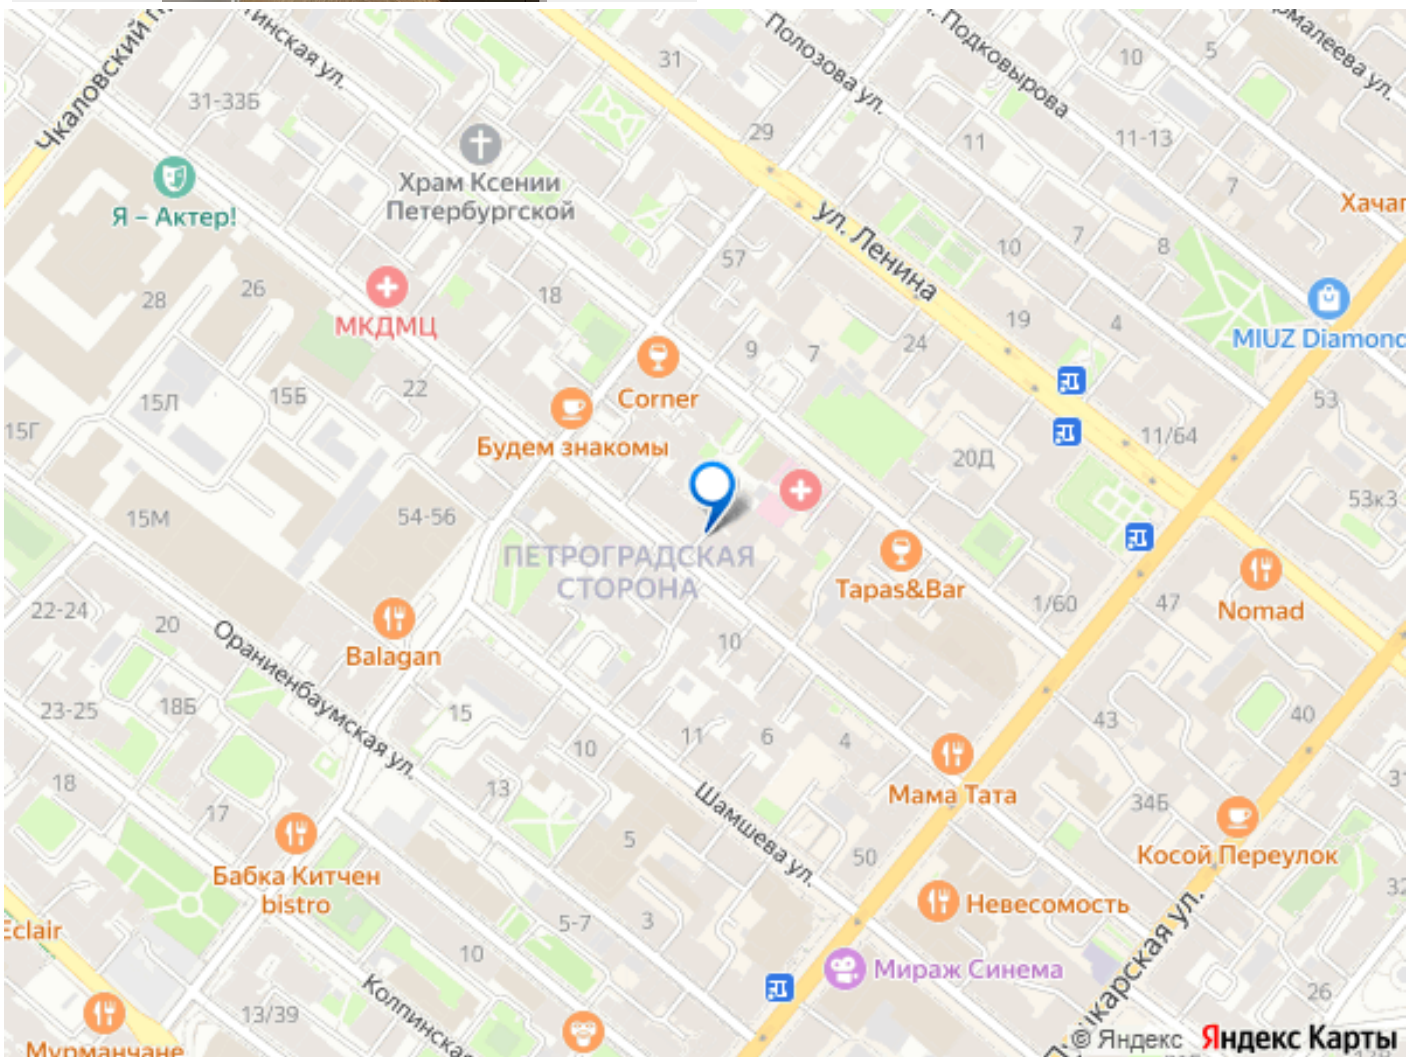 Чкаловский
инская ул.
31
Полозова ул.
Подковырова
10
5
рмалеева ул.
31-33Б
29
11
11-13
Храм Ксении
Петербургской
Я – Актер!
7
Хачап
ул. Ленина
57
10
7
8
28
26
18
МКДМЦ
19
4
MIUZ Diamond
9
7
24
15Л
15Б
22
Corner
53
15Г
Будем знакомы
11/64
20Д
53к3
15М
54-56
ПЕТРОГРАДСКАЯ
СТОРОНА
Tapas&Bar
1/60
47
Nomad
22-24
20
Ораниенбаумская ул.
Balagan
10
23-25
18Б
15
10
11
6
4
43
40
18
17
13
Шамшева ул.
Мама Тата
34Б
31
5
50
Косой Переулок
Бабка Китчен
bistro
Невесомость
32
Eclair
5-7
3
10
Мираж Синема
Колпинская
карская ул.
26
13/39
Мурманчане
© Яндекс Яндекс Карты